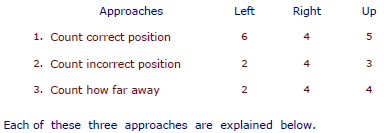 Approaches Left Right Up
1. Count correct position 6 4 5
2. Count incorrect position 2 4 3
3. Count how far away 2 4 4
Each of these three approaches are explained below.